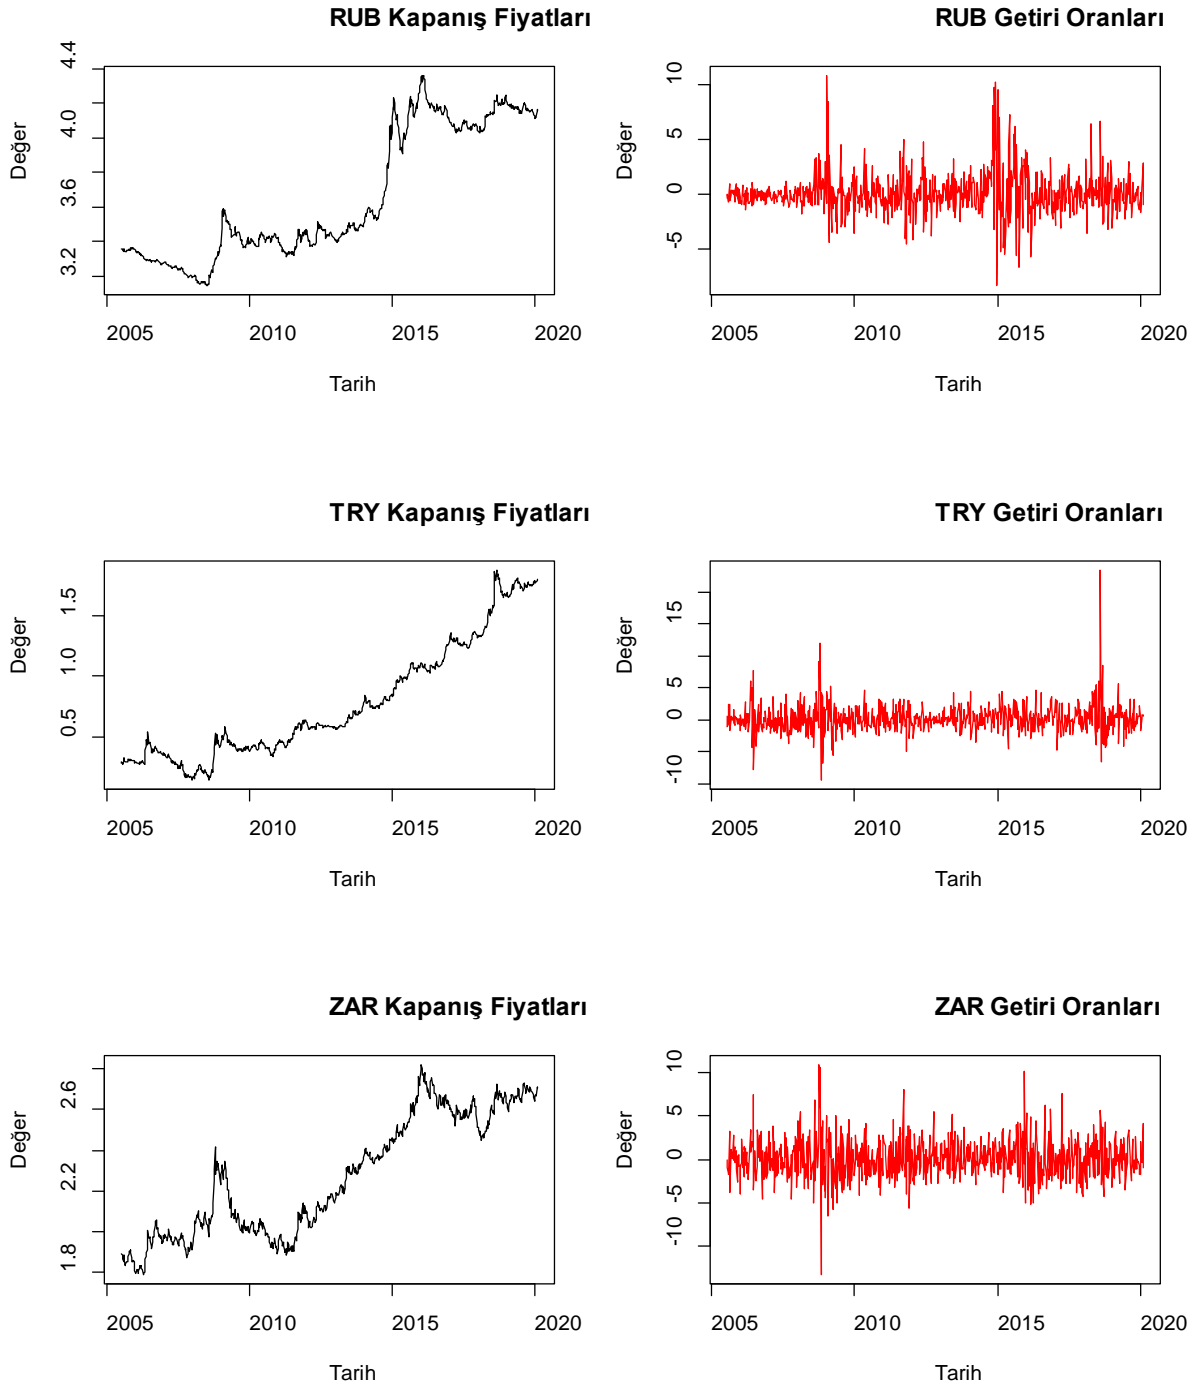 RUB Kapanış Fiyatları
RUB Getiri Oranları
Değer
3.2 3.6 4.0 4.4
2005 2010 2015 2020
Tarih
Değer
-5 0 5 10
2005 2010 2015 2020
Tarih
TRY Kapanış Fiyatları
TRY Getiri Oranları
Değer
0.5 1.0 1.5
2005 2010 2015 2020
Tarih
Değer
-10 0 5 15
2005 2010 2015 2020
Tarih
ZAR Kapanış Fiyatları
ZAR Getiri Oranları
Değer
1.8 2.2 2.6
2005 2010 2015 2020
Tarih
Değer
-10 -5 0 5 10
2005 2010 2015 2020
Tarih